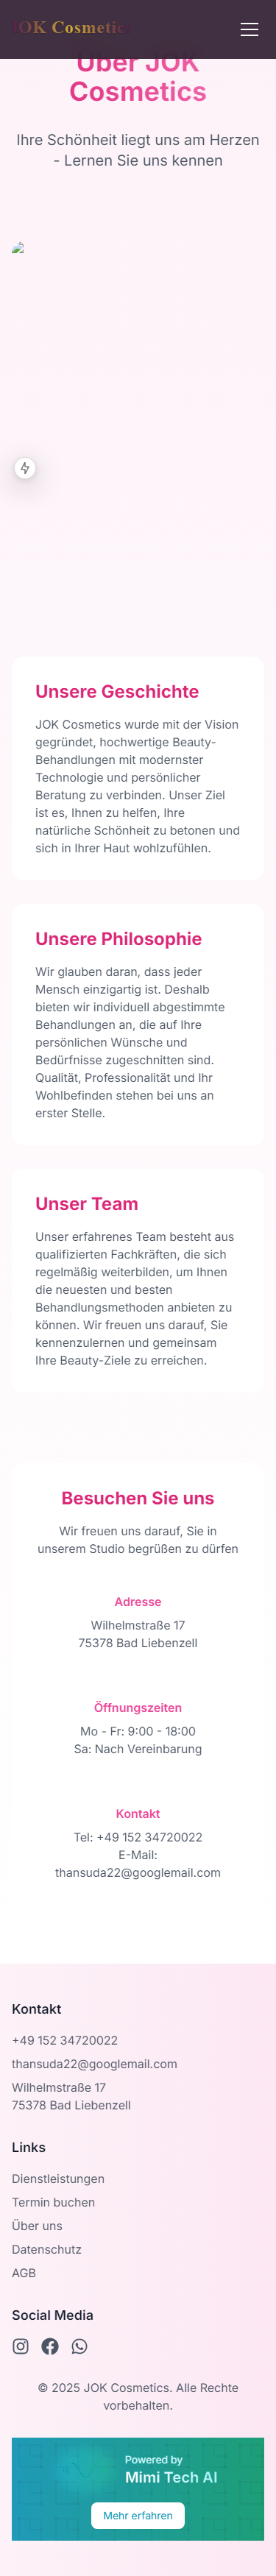 JOK Cosmetics
Über JOK
Cosmetics
Ihre Schönheit liegt uns am Herzen
- Lernen Sie uns kennen
Unsere Geschichte
JOK Cosmetics wurde mit der Vision
gegründet, hochwertige Beauty-
Behandlungen mit modernster
Technologie und persönlicher
Beratung zu verbinden. Unser Ziel
ist es, Ihnen zu helfen, Ihre
natürliche Schönheit zu betonen und
sich in Ihrer Haut wohlzufühlen.
Unsere Philosophie
Wir glauben daran, dass jeder
Mensch einzigartig ist. Deshalb
bieten wir individuell abgestimmte
Behandlungen an, die auf Ihre
persönlichen Wünsche und
Bedürfnisse zugeschnitten sind.
Qualität, Professionalität und Ihr
Wohlbefinden stehen bei uns an
erster Stelle.
Unser Team
Unser erfahrenes Team besteht aus
qualifizierten Fachkräften, die sich
regelmäßig weiterbilden, um Ihnen
die neuesten und besten
Behandlungsmethoden anbieten zu
können. Wir freuen uns darauf, Sie
kennenzulernen und gemeinsam
Ihre Beauty-Ziele zu erreichen.
Besuchen Sie uns
Wir freuen uns darauf, Sie in
unserem Studio begrüßen zu dürfen
Adresse
Wilhelmstraße 17
75378 Bad Liebenzell
Öffnungszeiten
Mo - Fr: 9:00 - 18:00
Sa: Nach Vereinbarung
Kontakt
Tel: +49 152 34720022
E-Mail:
thansuda22@googlemail.com
Kontakt
+49 152 34720022
thansuda22@googlemail.com
Wilhelmstraße 17
75378 Bad Liebenzell
Links
Dienstleistungen
Termin buchen
Über uns
Datenschutz
AGB
Social Media
© 2025 JOK Cosmetics. Alle Rechte
vorbehalten.
Powered by
Mimi Tech AI
Mehr erfahren